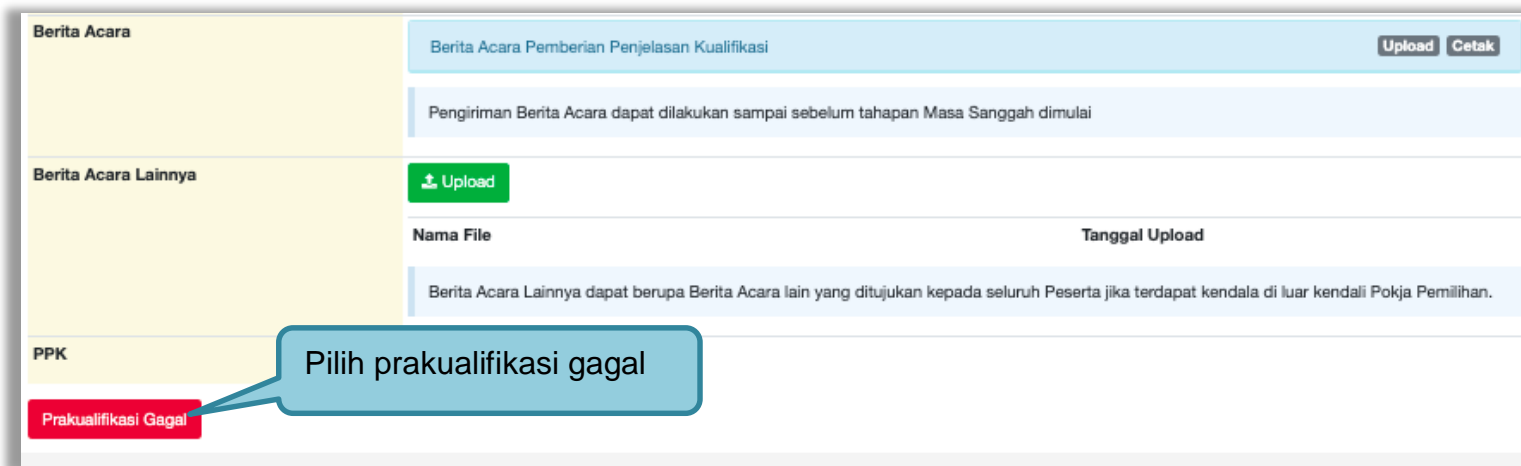 Berita Acara
Berita Acara Pemberian Penjelasan Kualifikasi Upload Cetak
Pengiriman Berita Acara dapat dilakukan sampai sebelum tahapan Masa Sanggah dimulai
Berita Acara Lainnya
Upload
Nama File Tanggal Upload
Berita Acara Lainnya dapat berupa Berita Acara lain yang ditujukan kepada seluruh Peserta jika terdapat kendala di luar kendali Pokja Pemilihan.
PPK
Pilih prakualifikasi gagal
Prakualifikasi Gagal